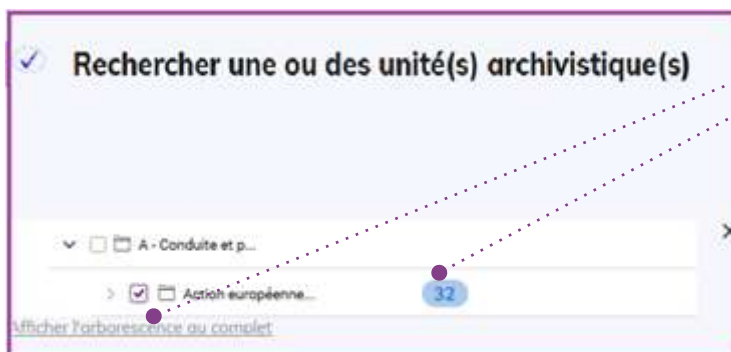 Rechercher une ou des unité(s) archivistique(s)
A - Conduite et p...
Action européenne...
32
Afficher l'arborescence au complet